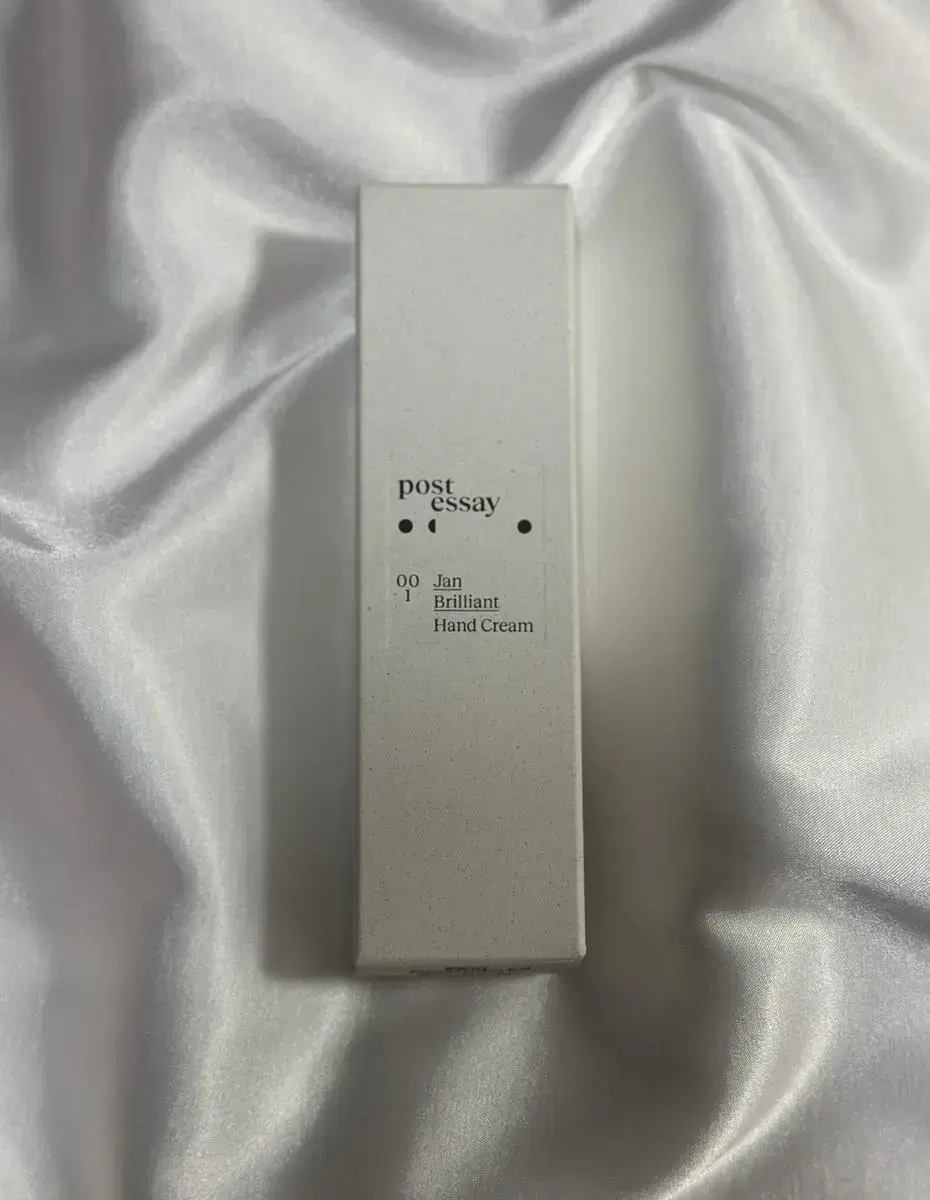 post
essay
00
1
Jan
Brilliant
Hand Cream